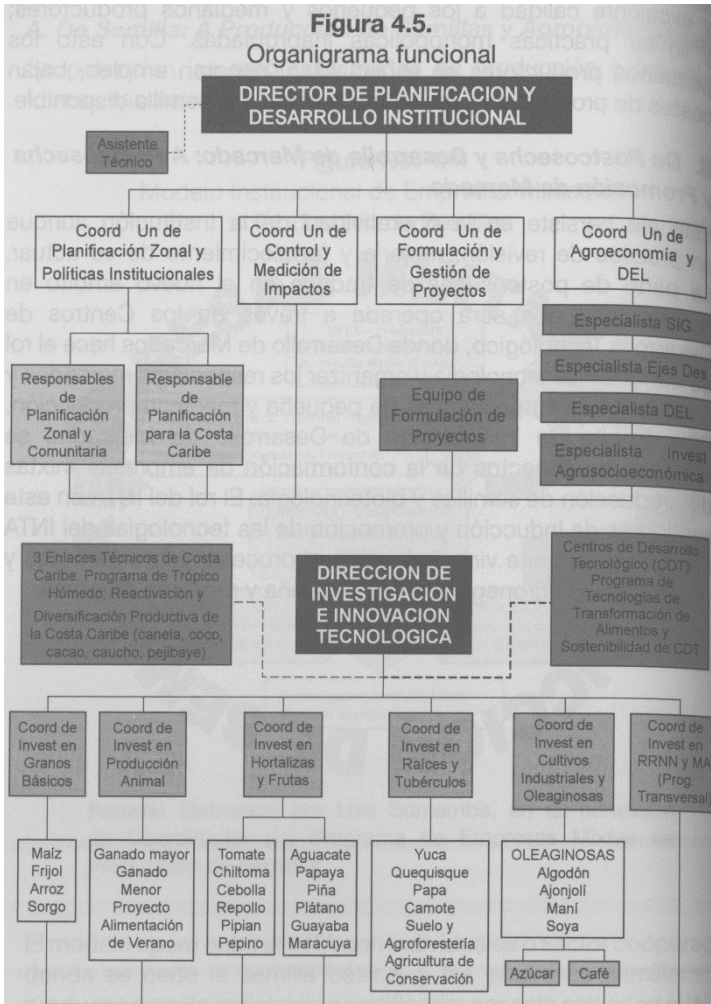 Figura 4.5.
Organigrama funcional
DIRECTOR DE PLANIFICACION Y
DESARROLLO INSTITUCIONAL
Asistente
Técnico
Coord Un de
Planificación Zonal y
Políticas Institucionales
Coord Un de
Control y
Medición de
Impactos
Coord Un de
Formulación y
Gestión de
Proyectos
Coord Un de
Agroeconomía y
DEL
Especialista SIG
Especialista Ejes Des
Especialista DEL
Especialista Invest
Agrosocioeconómica.
Responsables
de
Planificación
Zonal y
Comunitaria
Responsable
de
Planificación
para la Costa
Caribe
Equipo de
Formulación de
Proyectos
3 Enlaces Técnicos de Costa
Caribe. Programa de Trópico
Húmedo: Reactivación y
Diversificación Productiva de
la Costa Caribe (canela, coco,
cacao, caucho, pejibaye)
DIRECCION DE
INVESTIGACION
E INNOVACION
TECNOLOGICA
Centros de Desarrollo
Tecnológico (CDT):
Programa de
Tecnologías de
Transformación de
Alimentos y
Sostenibilidad de CDT
Coord de
Invest en
Granos
Básicos
Coord de
Invest en
Producción
Animal
Coord de
Invest en
Hortalizas
y Frutas
Coord de
Invest en
Raíces y
Tubérculos
Coord de
Invest en
Cultivos
Industriales y
Oleaginosas
Coord de
Invest en
RRNN y MA
(Prog.
Transversal)
Maíz
Frijol
Arroz
Sorgo
Ganado mayor
Ganado
Menor
Proyecto
Alimentación
de Verano
Tomate
Chiltoma
Cebolla
Repollo
Pipian
Pepino
Aguacate
Papaya
Piña
Plátano
Guayaba
Maracuya
Yuca
Quequisque
Papa
Camote
Suelo y
Agroforestería
Agricultura de
Conservación
OLEAGINOSAS
Algodón
Ajonjolí
Maní
Soya
Azúcar
Café